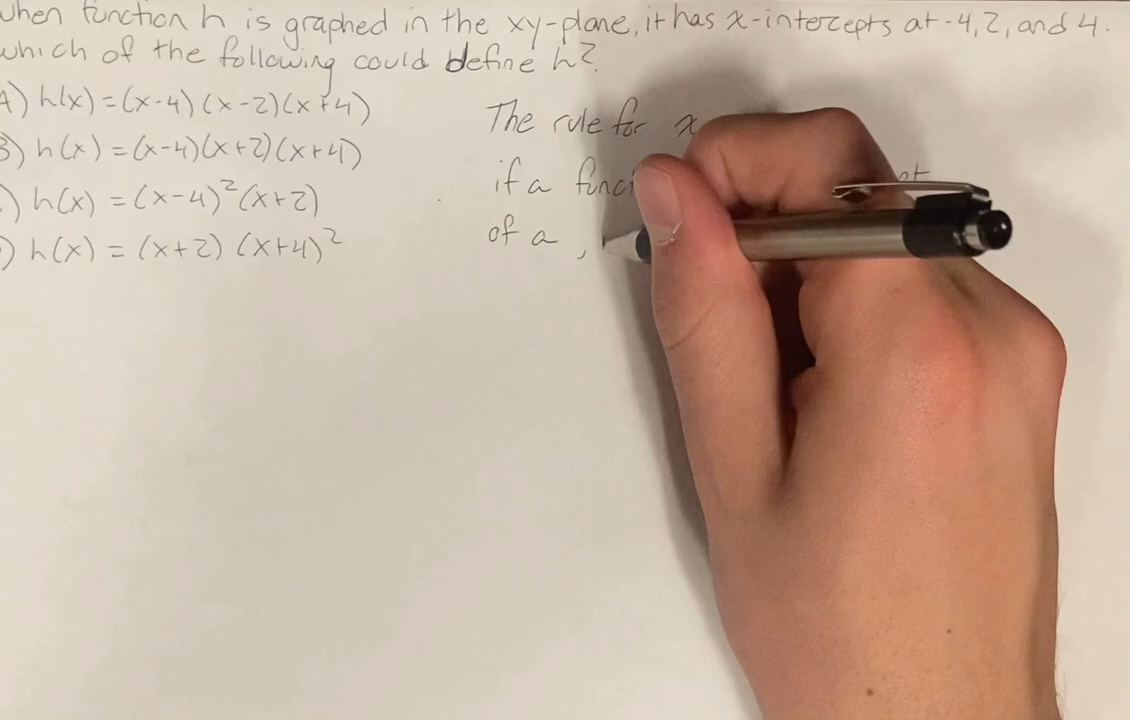 when function h is graphed in the xy-plane, it has x-intercepts at -4, 2, and 4.
which of the following could define h?
A) h(x) = (x-4)(x-2)(x+4)
B) h(x) = (x-4)(x+2)(x+4)
) h(x) = (x-4)²(x+2)
) h(x) = (x+2) (x+4)²
The rule for x
if a func
of a ,